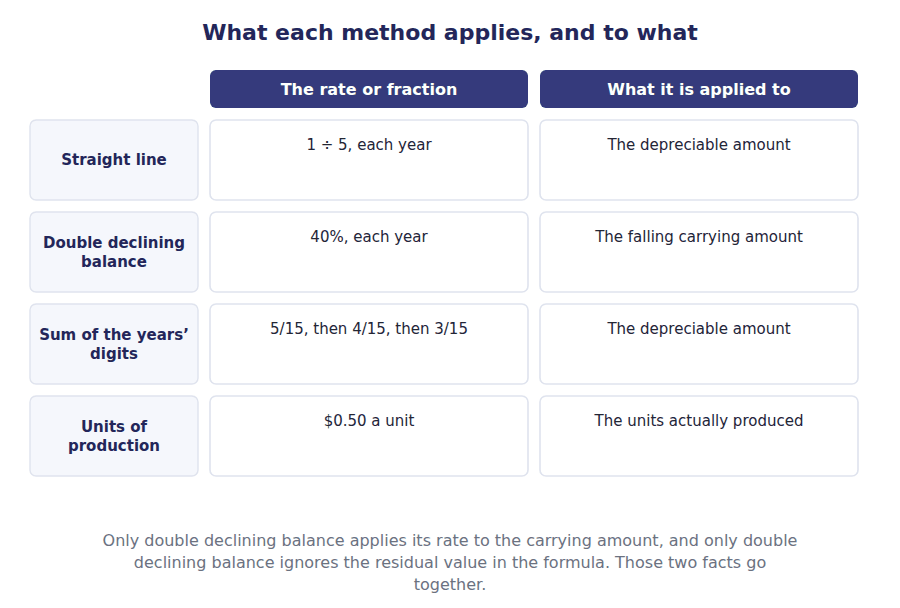 What each method applies, and to what
The rate or fraction
What it is applied to
Straight line
1 ÷ 5, each year
The depreciable amount
Double declining
balance
40%, each year
The falling carrying amount
Sum of the years’
digits
5/15, then 4/15, then 3/15
The depreciable amount
Units of
production
$0.50 a unit
The units actually produced
Only double declining balance applies its rate to the carrying amount, and only double
declining balance ignores the residual value in the formula. Those two facts go
together.